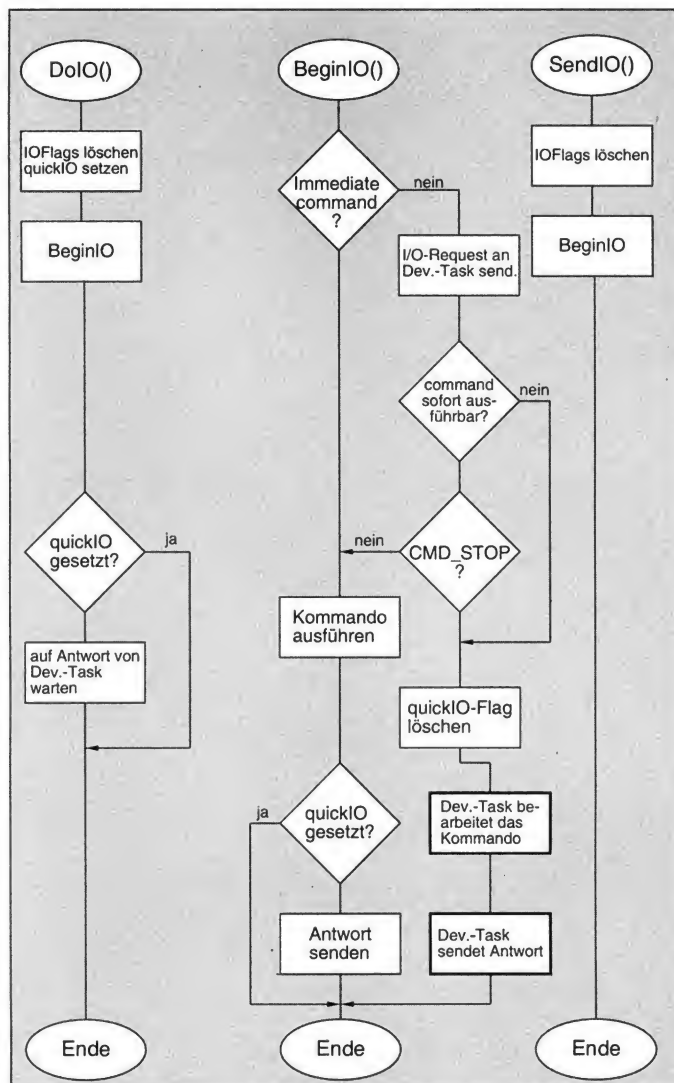 DoIO()
IOFlags löschen
quickIO setzen
BeginIO
quickIO
gesetzt?
ja
auf Antwort von
Dev.-Task
warten
Ende
BeginIO()
Immediate
command
?
nein
I/O-Request an
Dev.-Task send.
command
sofort aus-
führbar?
nein
CMD_STOP
?
nein
Kommando
ausführen
quickIO-Flag
löschen
quickIO
gesetzt?
ja
Dev.-Task be-
arbeitet das
Kommando
Antwort
senden
Dev.-Task
sendet Antwort
Ende
SendIO()
IOFlags löschen
BeginIO
Ende